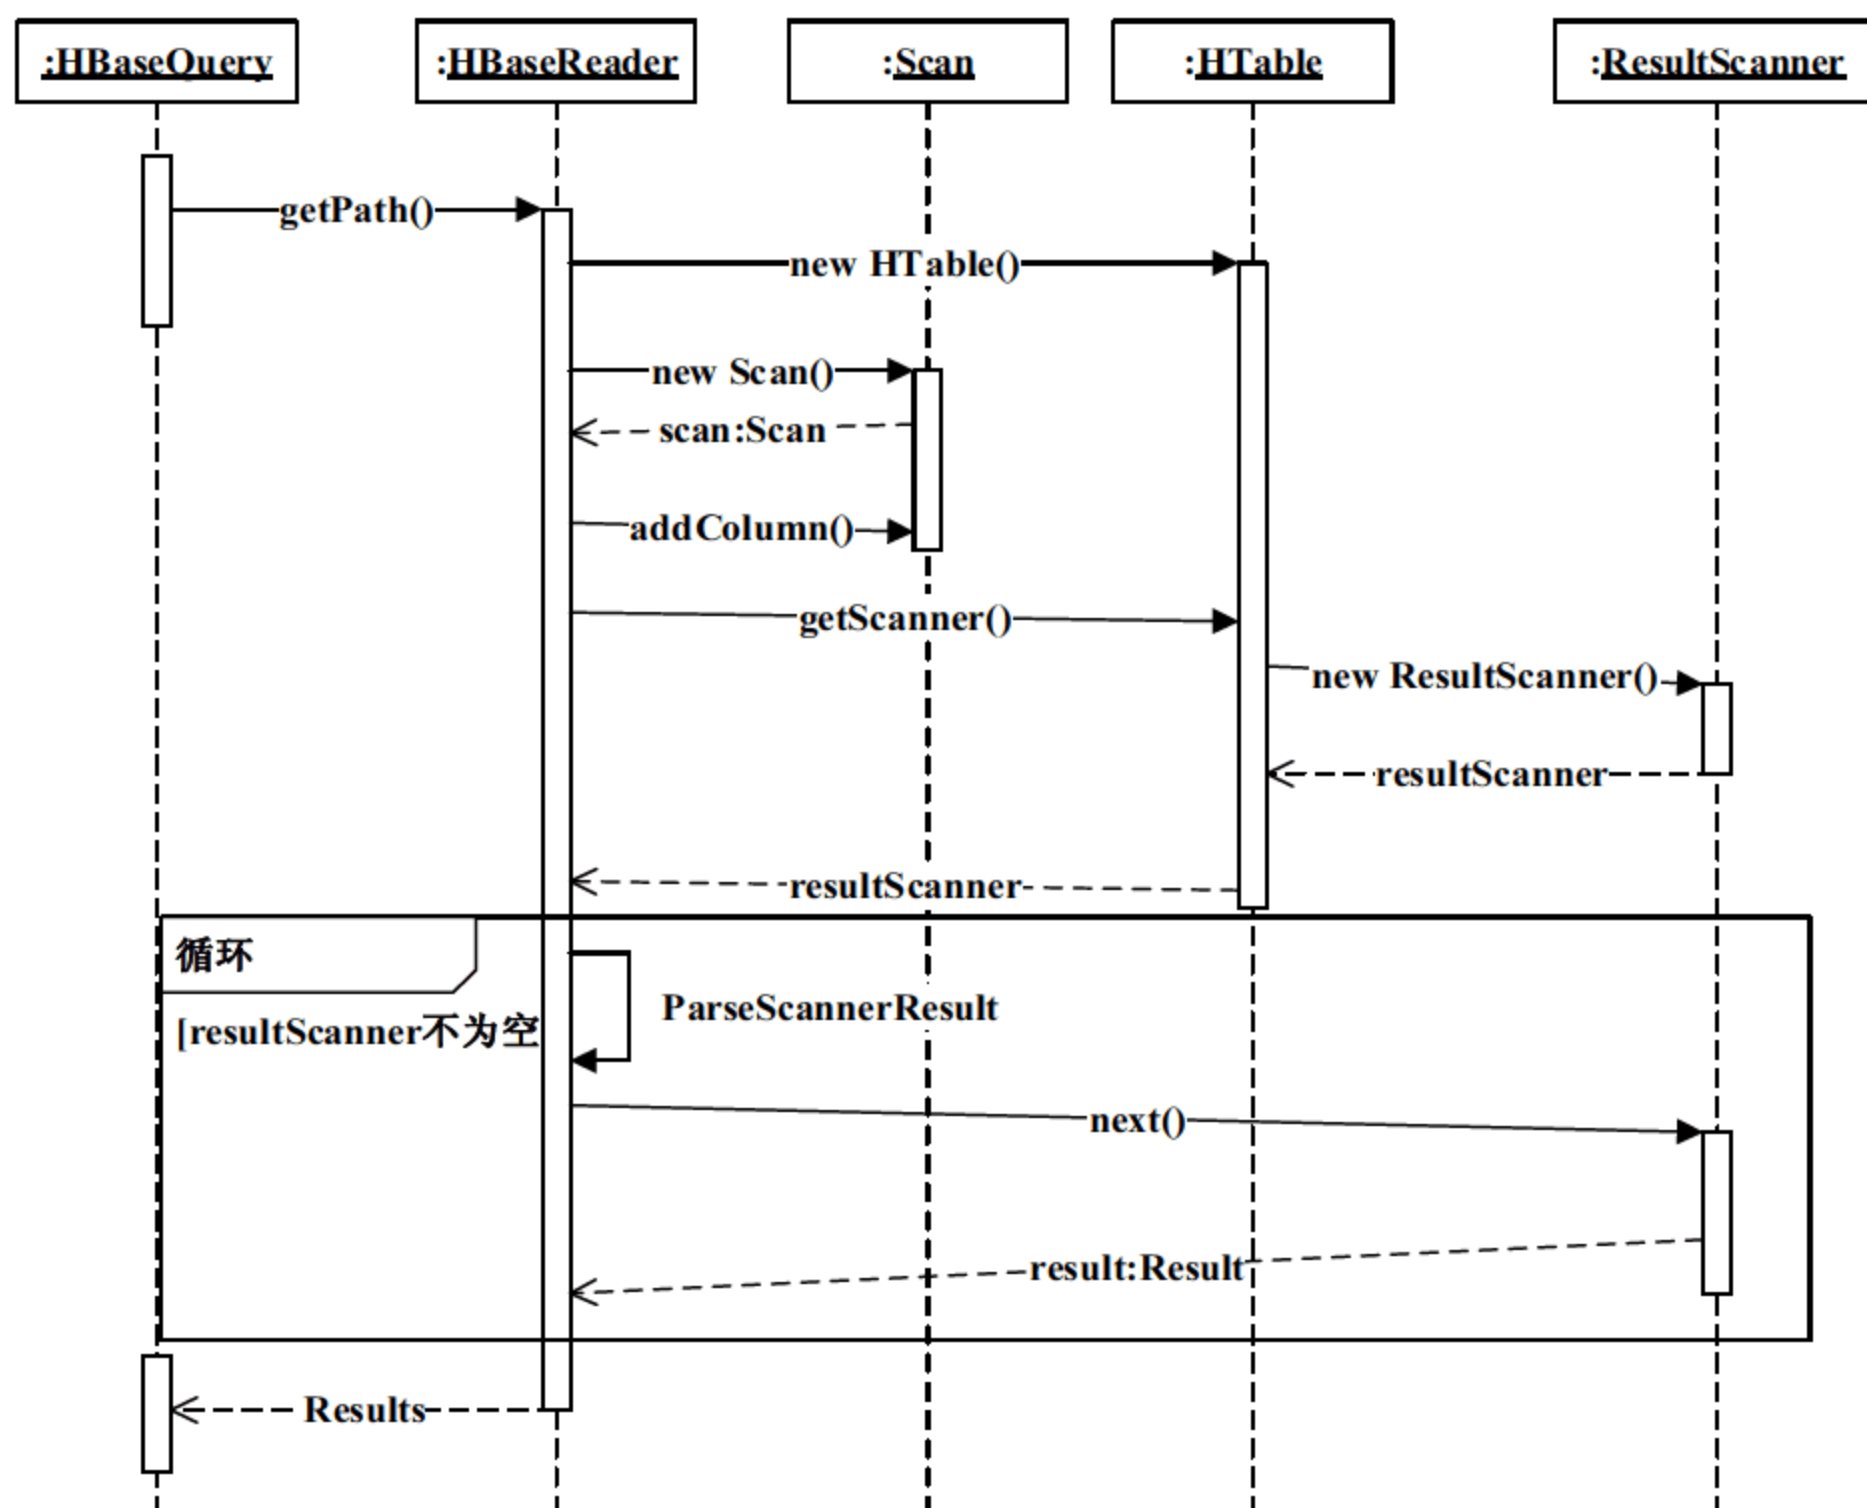 :HBaseQuery
:HBaseReader
:Scan
:HTable
:ResultScanner
getPath()
new HTable()
new Scan()
scan:Scan
addColumn()
getScanner()
new ResultScanner()
resultScanner
resultScanner
循环
ParseScannerResult
[resultScanner不为空
next()
result:Result
Results